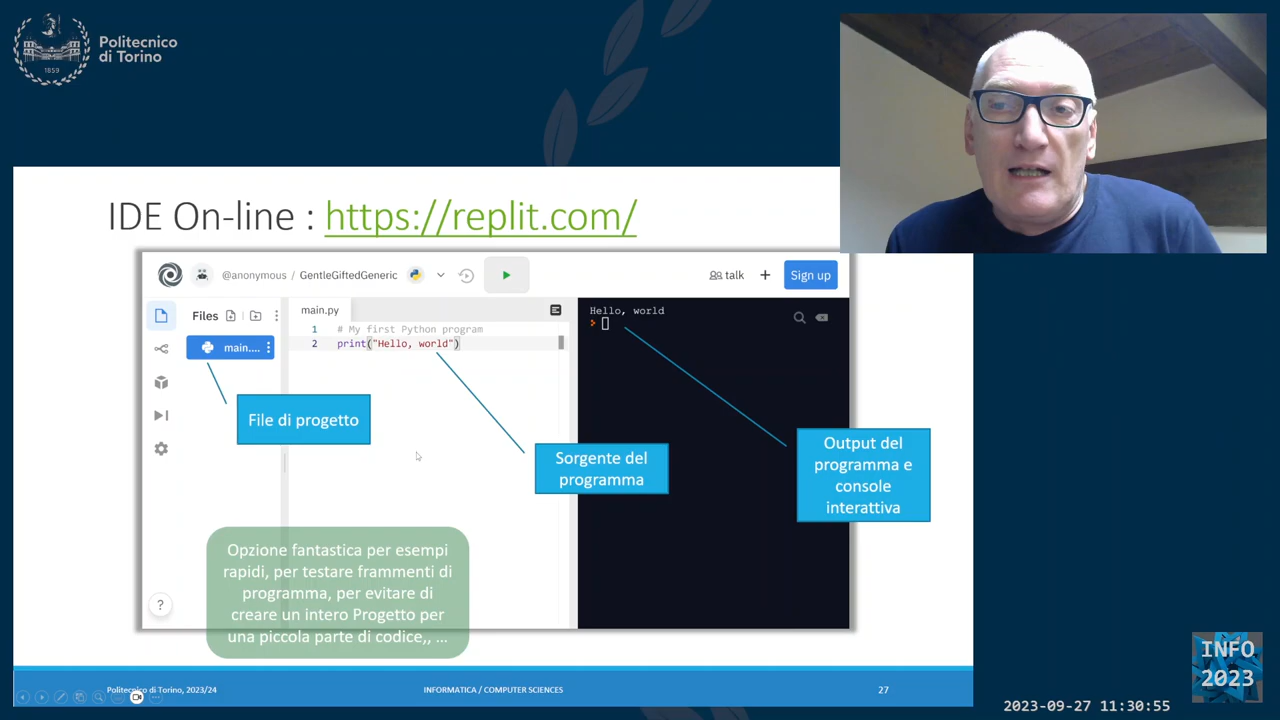 Politecnico
di Torino
1859
IDE On-line : https://replit.com/
@anonymous / GentleGiftedGeneric
talk
+
Sign up
Files
main.py
main....
1 # My first Python program
2 print("Hello, world")
Hello, world
File di progetto
Sorgente del
programma
Output del
programma e
console
interattiva
Opzione fantastica per esempi
rapidi, per testare frammenti di
programma, per evitare di
creare un intero Progetto per
una piccola parte di codice,, …
?
Politecnico di Torino, 2023/24
INFORMATICA / COMPUTER SCIENCES
27
INFO
2023
2023-09-27 11:30:55